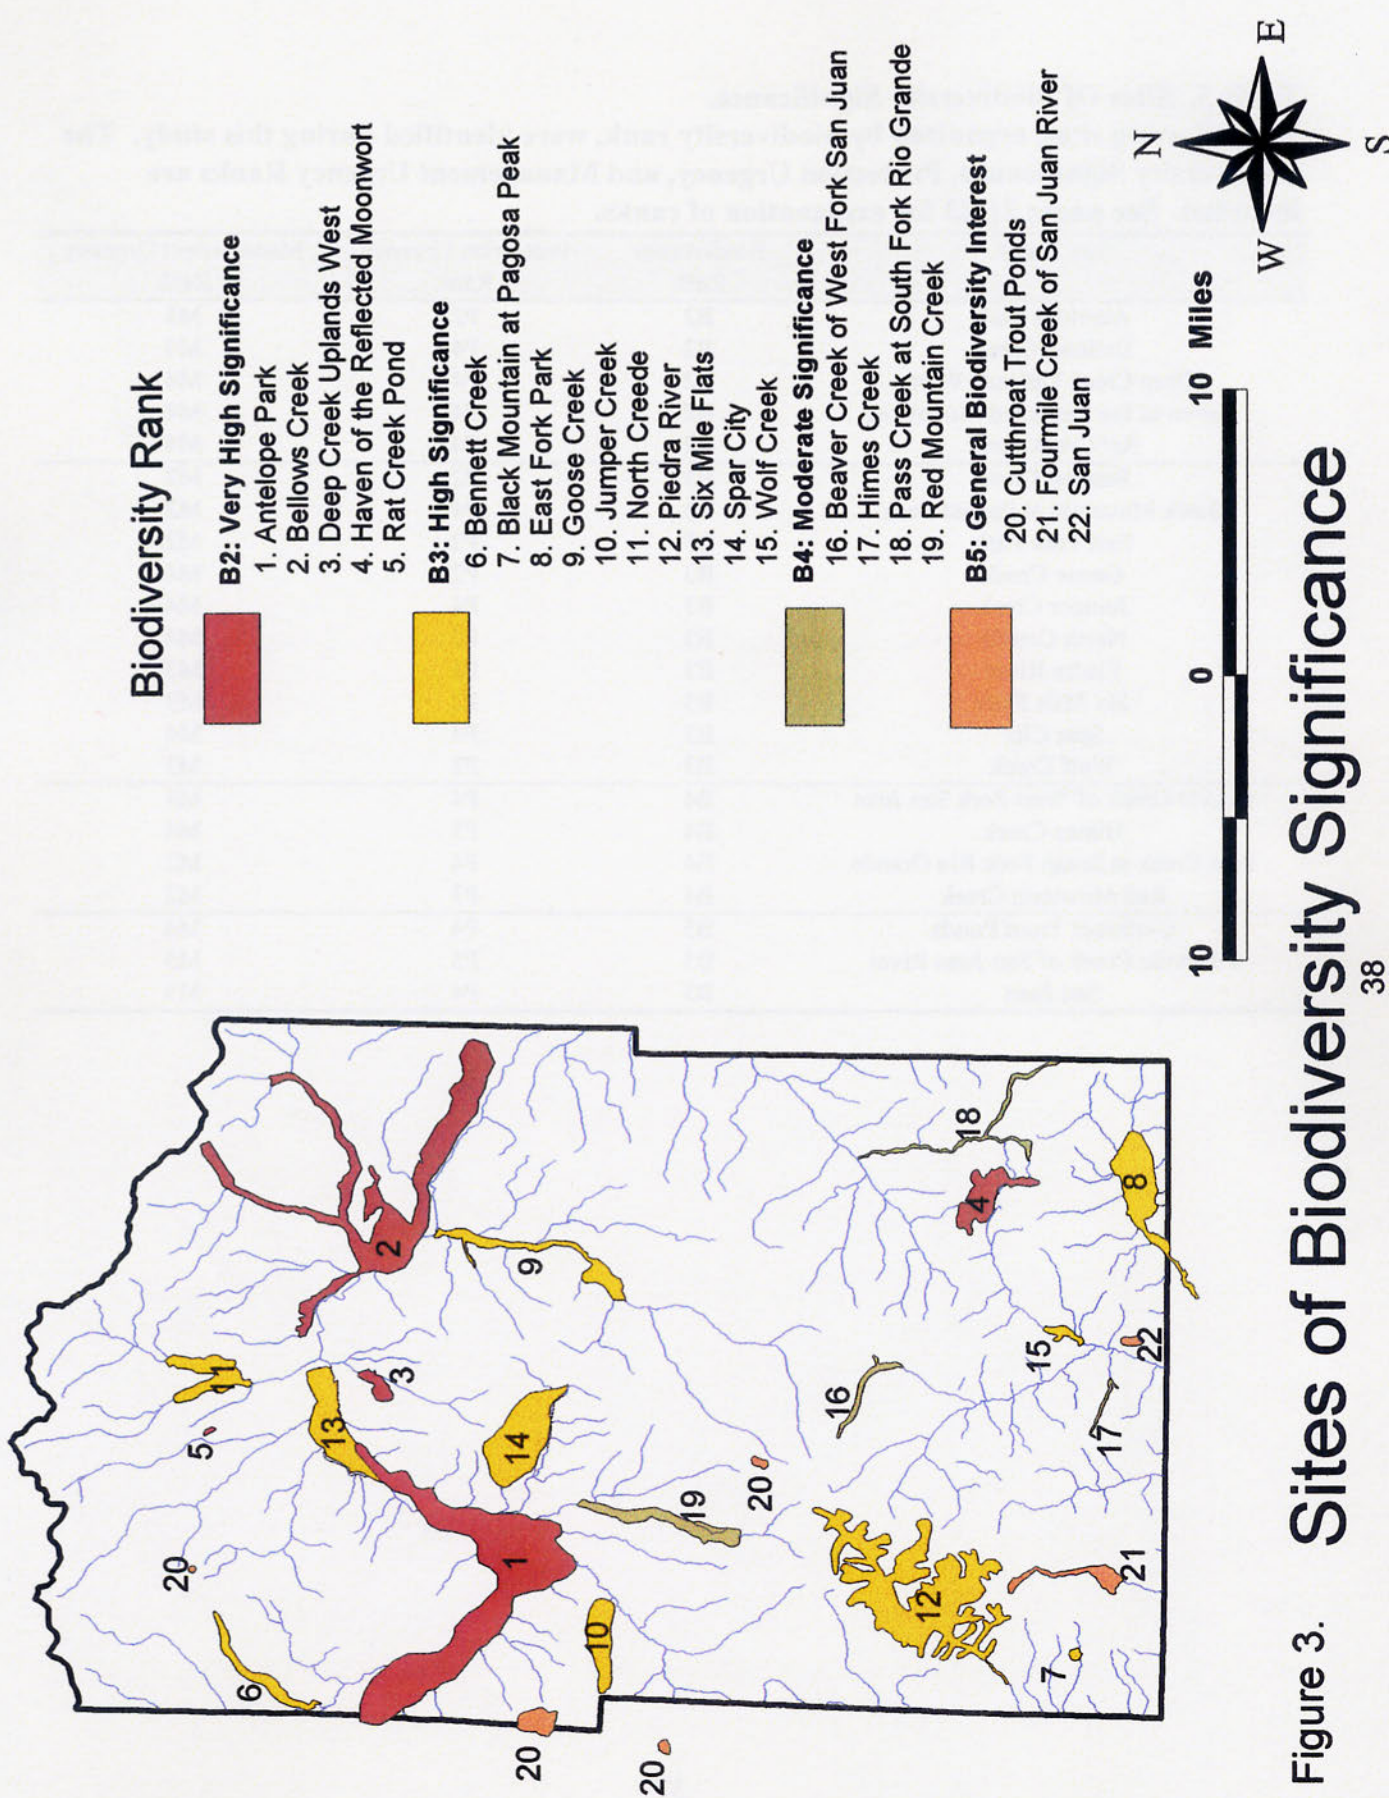 Biodiversity Rank
B2: Very High Significance
1. Antelope Park
2. Bellows Creek
3. Deep Creek Uplands West
4. Haven of the Reflected Moonwort
5. Rat Creek Pond
B3: High Significance
6. Bennett Creek
7. Black Mountain at Pagosa Peak
8. East Fork Park
9. Goose Creek
10. Jumper Creek
11. North Creede
12. Piedra River
13. Six Mile Flats
14. Spar City
15. Wolf Creek
B4: Moderate Significance
16. Beaver Creek of West Fork San Juan
17. Himes Creek
18. Pass Creek at South Fork Rio Grande
19. Red Mountain Creek
B5: General Biodiversity Interest
20. Cutthroat Trout Ponds
21. Fourmile Creek of San Juan River
22. San Juan
N
W
E
S
10
0
10 Miles
6
20
5
11
2
13
3
1
14
9
20
10
20
19
20
16
12
18
4
7
21
17
15
22
8
Figure 3. Sites of Biodiversity Significance
38